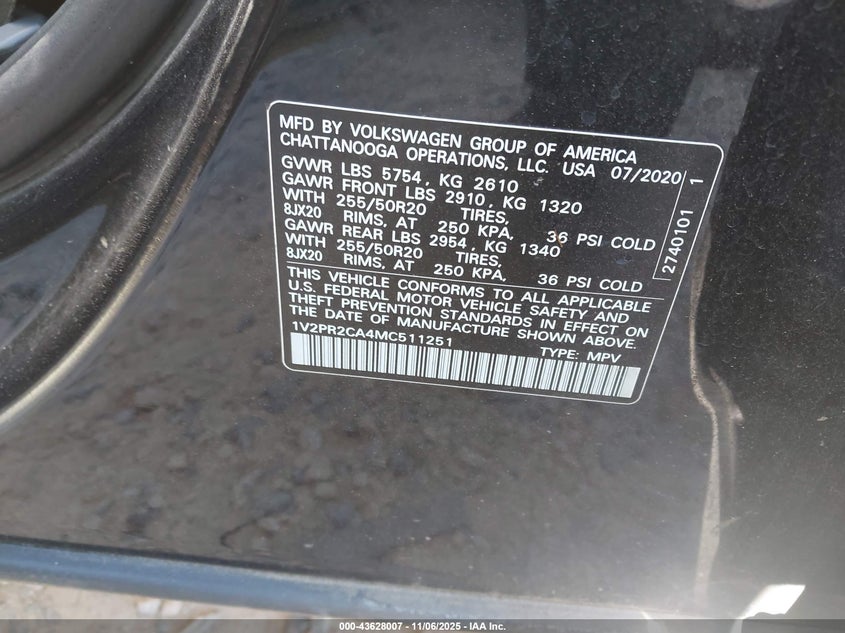 MFD BY VOLKSWAGEN GROUP OF AMERICA
CHATTANOOGA OPERATIONS, LLC. USA 07/2020
GVWR LBS 5754, KG 2610
GAWR FRONT LBS 2910, KG 1320
WITH 255/50R20 TIRES,
8JX20 RIMS, AT 250 KPA, 36 PSI COLD
GAWR REAR LBS 2954, KG 1340
WITH 255/50R20 TIRES,
8JX20 RIMS, AT 250 KPA, 36 PSI COLD
THIS VEHICLE CONFORMS TO ALL APPLICABLE
U.S. FEDERAL MOTOR VEHICLE SAFETY AND
THEFT PREVENTION STANDARDS IN EFFECT ON
THE DATE OF MANUFACTURE SHOWN ABOVE.
1V2PR2CA4MC511251 TYPE: MPV
2740101 1
000-43628007 - 11/06/2025 - IAA Inc.